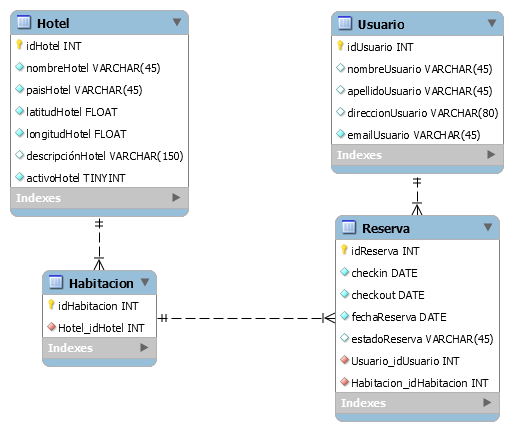 Hotel
idHotel INT
nombreHotel VARCHAR(45)
paisHotel VARCHAR(45)
latitudHotel FLOAT
longitudHotel FLOAT
descripciónHotel VARCHAR(150)
activoHotel TINYINT
Indexes
Usuario
idUsuario INT
nombreUsuario VARCHAR(45)
apellidoUsuario VARCHAR(45)
direccionUsuario VARCHAR(80)
emailUsuario VARCHAR(45)
Indexes
Habitacion
idHabitacion INT
Hotel_idHotel INT
Indexes
Reserva
idReserva INT
checkin DATE
checkout DATE
fechaReserva DATE
estadoReserva VARCHAR(45)
Usuario_idUsuario INT
Habitacion_idHabitacion INT
Indexes